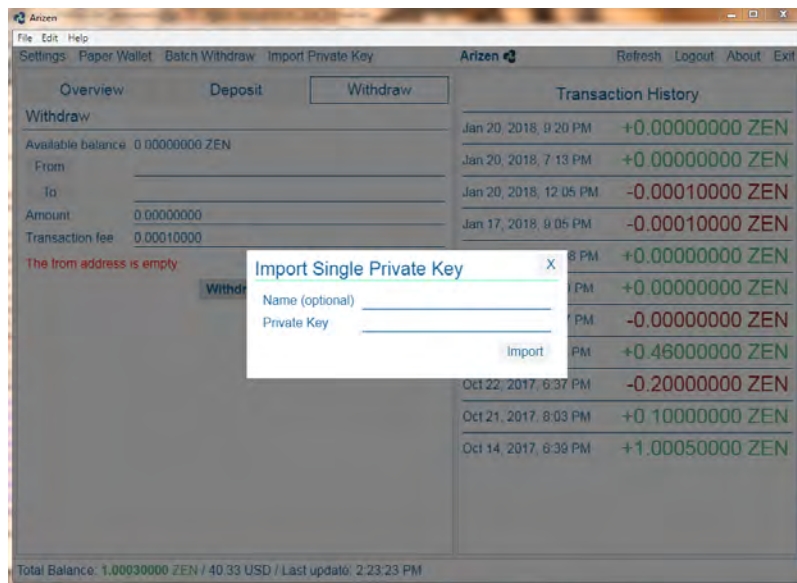 Arizen
File Edit Help
Settings Paper Wallet Batch Withdraw Import Private Key Arizen Refresh Logout About Exit
Overview Deposit Withdraw
Withdraw
Available balance 0.00000000 ZEN
From
To
Amount 0.00000000
Transaction fee 0.00010000
The from address is empty
Withdr
Import Single Private Key X
Name (optional)
Private Key
Import
Transaction History
Jan 20, 2018, 9:20 PM +0.00000000 ZEN
Jan 20, 2018, 7:13 PM +0.00000000 ZEN
Jan 20, 2018, 12:05 PM -0.00010000 ZEN
Jan 17, 2018, 9:05 PM -0.00010000 ZEN
8 PM +0.00000000 ZEN
PM +0.00000000 ZEN
PM -0.00000000 ZEN
PM +0.46000000 ZEN
Oct 22, 2017, 6:37 PM -0.20000000 ZEN
Oct 21, 2017, 8:03 PM +0.10000000 ZEN
Oct 14, 2017, 6:39 PM +1.00050000 ZEN
Total Balance: 1.00030000 ZEN / 40.33 USD / Last update: 2:23:23 PM